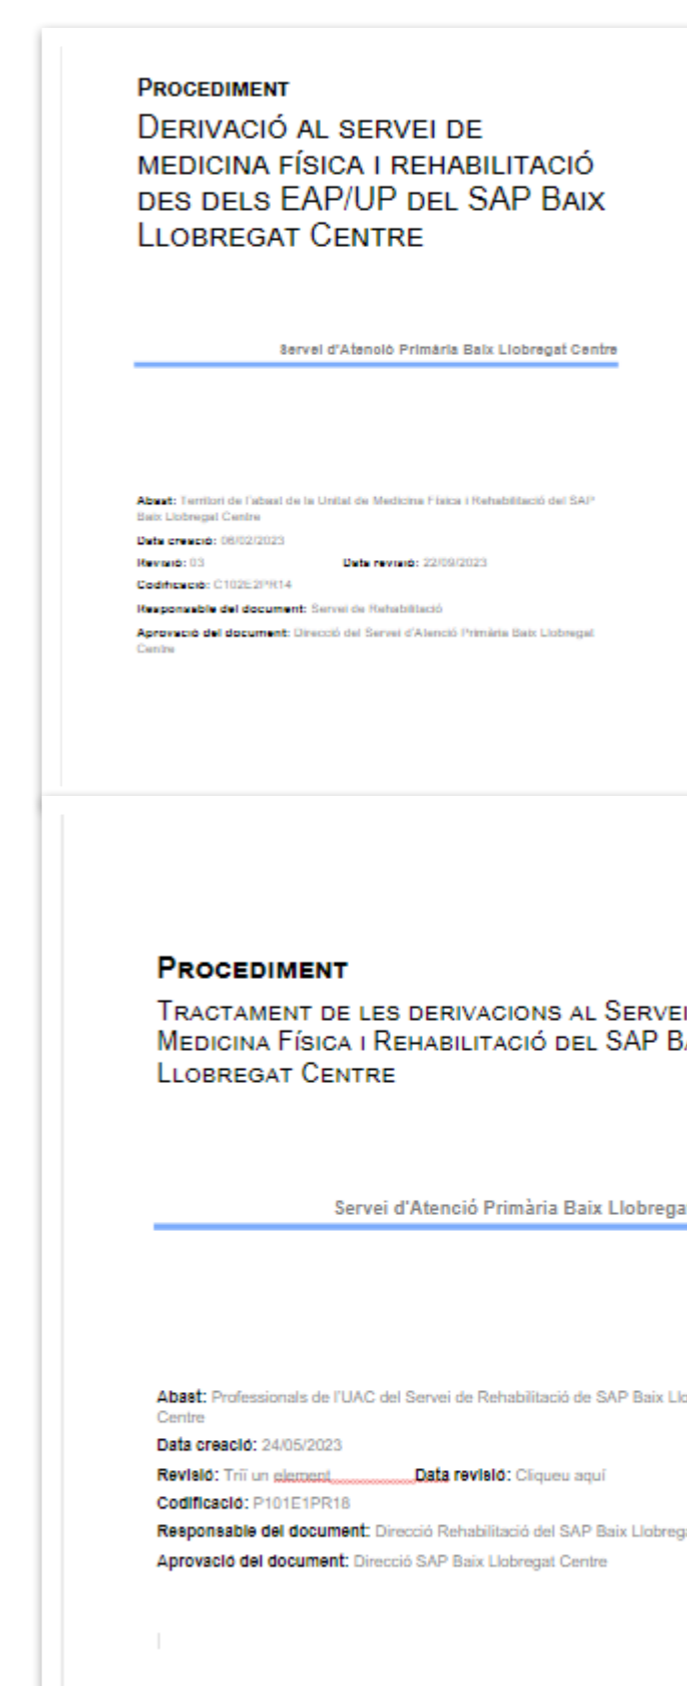 PROCEDIMENT
DERIVACIÓ AL SERVEI DE
MEDICINA FÍSICA I REHABILITACIÓ
DES DELS EAP/UP DEL SAP BAIX
LLOBREGAT CENTRE
Servei d'Atenció Primària Baix Llobregat Centre
Abast: Territori de l'abast de la Unitat de Medicina Física i Rehabilitació del SAP
Baix Llobregat Centre
Data creació: 06/02/2023
Revisió: 03 Data revisió: 22/09/2023
Codificació: C102E2PR14
Responsable del document: Servei de Rehabilitació
Aprovació del document: Direcció del Servei d'Atenció Primària Baix Llobregat
Centre
PROCEDIMENT
TRACTAMENT DE LES DERIVACIONS AL SERVEI
MEDICINA FÍSICA I REHABILITACIÓ DEL SAP BA
LLOBREGAT CENTRE
Servei d'Atenció Primària Baix Llobregat
Abast: Professionals de l'UAC del Servei de Rehabilitació de SAP Baix Llo
Centre
Data creació: 24/05/2023
Revisió: Triï un element Data revisió: Cliqueu aquí
Codificació: P101E1PR18
Responsable del document: Direcció Rehabilitació del SAP Baix Llobrega
Aprovació del document: Direcció SAP Baix Llobregat Centre